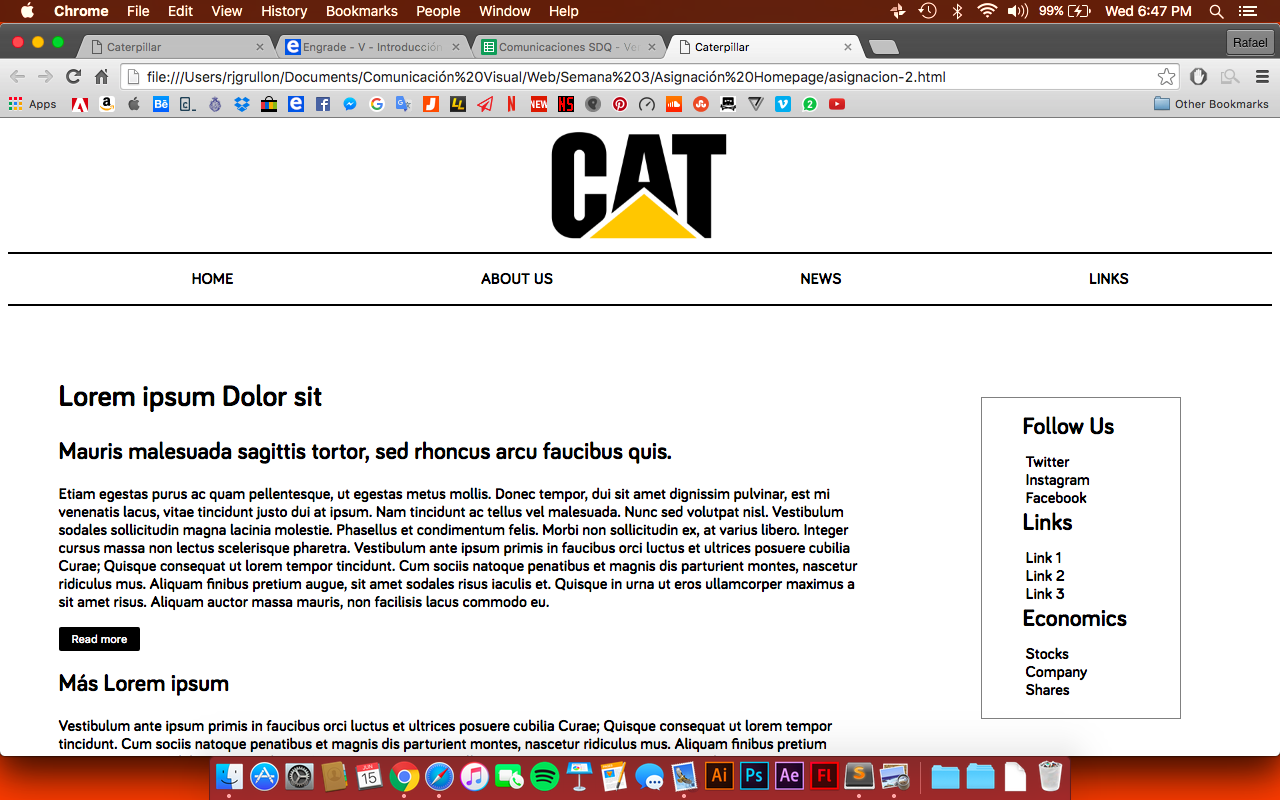 Chrome File Edit View History Bookmarks People Window Help 99% Wed 6:47 PM
Caterpillar Engrade - V - Introducción Comunicaciones SDQ - Caterpillar Rafael
file:///Users/rjgrullon/Documents/Comunicación%20Visual/Web/Semana%203/Asignación%20Homepage/asignacion-2.html
Apps NEW Other Bookmarks
CAT
HOME ABOUT US NEWS LINKS
Lorem ipsum Dolor sit
Mauris malesuada sagittis tortor, sed rhoncus arcu faucibus quis.
Etiam egestas purus ac quam pellentesque, ut egestas metus mollis. Donec tempor, dui sit amet dignissim pulvinar, est mi
venenatis lacus, vitae tincidunt justo dui at ipsum. Nam tincidunt ac tellus vel malesuada. Nunc sed volutpat nisl. Vestibulum
sodales sollicitudin magna lacinia molestie. Phasellus et condimentum felis. Morbi non sollicitudin ex, at varius libero. Integer
cursus massa non lectus scelerisque pharetra. Vestibulum ante ipsum primis in faucibus orci luctus et ultrices posuere cubilia
Curae; Quisque consequat ut lorem tempor tincidunt. Cum sociis natoque penatibus et magnis dis parturient montes, nascetur
ridiculus mus. Aliquam finibus pretium augue, sit amet sodales risus iaculis et. Quisque in urna ut eros ullamcorper maximus a
sit amet risus. Aliquam auctor massa mauris, non facilisis lacus commodo eu.
Read more
Más Lorem ipsum
Vestibulum ante ipsum primis in faucibus orci luctus et ultrices posuere cubilia Curae; Quisque consequat ut lorem tempor
tincidunt. Cum sociis natoque penatibus et magnis dis parturient montes, nascetur ridiculus mus. Aliquam finibus pretium
Follow Us
Twitter
Instagram
Facebook
Links
Link 1
Link 2
Link 3
Economics
Stocks
Company
Shares
JUN 15 Ai Ps Ae Fl